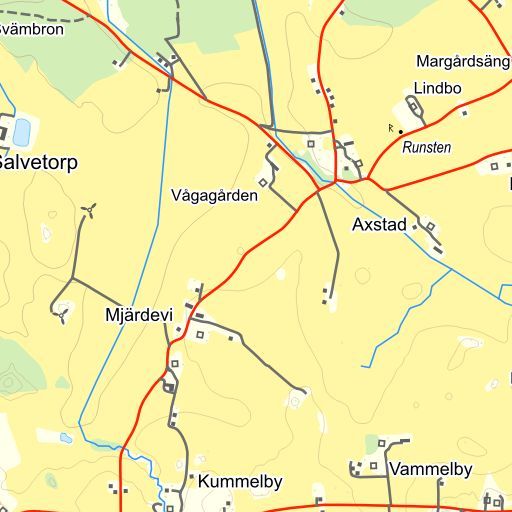 Svämbron
Margårdsäng
Lindbo
R
Runsten
Salvetorp
Vågagården
Axstad
Mjärdevi
Vammelby
Kummelby